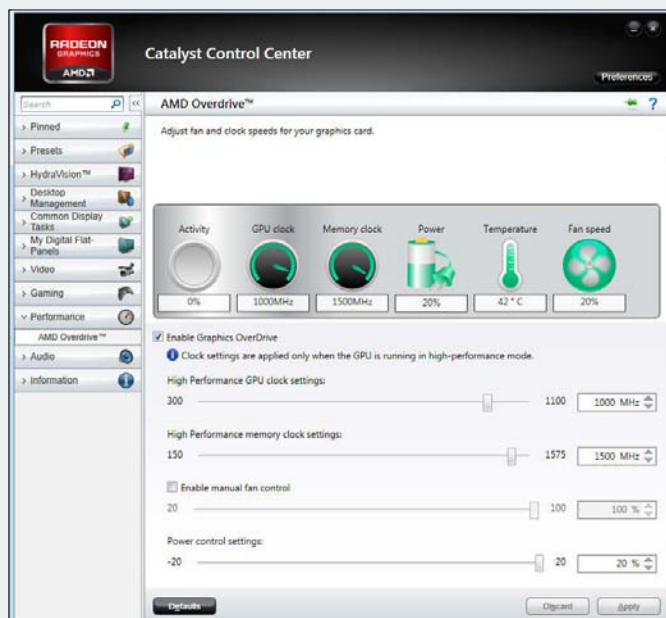 RADEON
GRAPHICS
AMD
Catalyst Control Center
Preferences
Search
AMD Overdrive™
Adjust fan and clock speeds for your graphics card.
Pinned
Presets
HydraVision™
Desktop
Management
Common Display
Tasks
My Digital Flat-
Panels
Video
Gaming
Performance
AMD Overdrive™
Audio
Information
Activity GPU clock Memory clock Power Temperature Fan speed
0% 1000MHz 1500MHz 20% 42 ° C 20%
Enable Graphics OverDrive
Clock settings are applied only when the GPU is running in high-performance mode.
High Performance GPU clock settings:
300 1100 1000 MHz
High Performance memory clock settings:
150 1575 1500 MHz
Enable manual fan control
20 100 100 %
Power control settings:
-20 20 20 %
Defaults Discard Apply